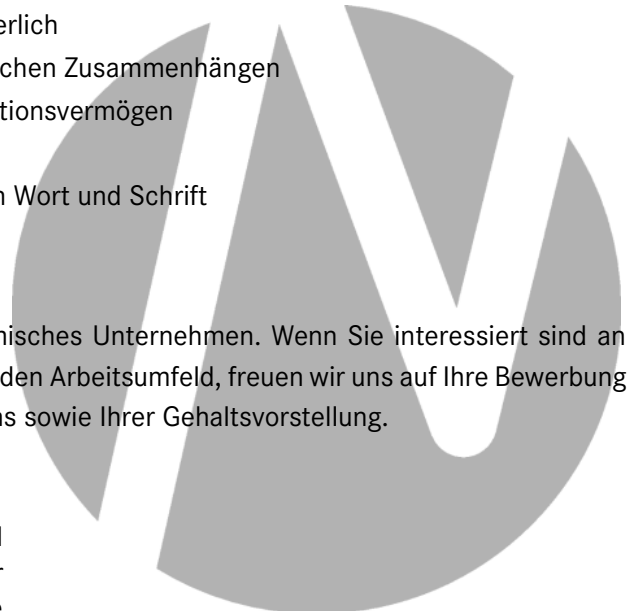 erlich
chen Zusammenhängen
tionsvermögen
n Wort und Schrift
nisches Unternehmen. Wenn Sie interessiert sind an
den Arbeitsumfeld, freuen wir uns auf Ihre Bewerbung
ns sowie Ihrer Gehaltsvorstellung.